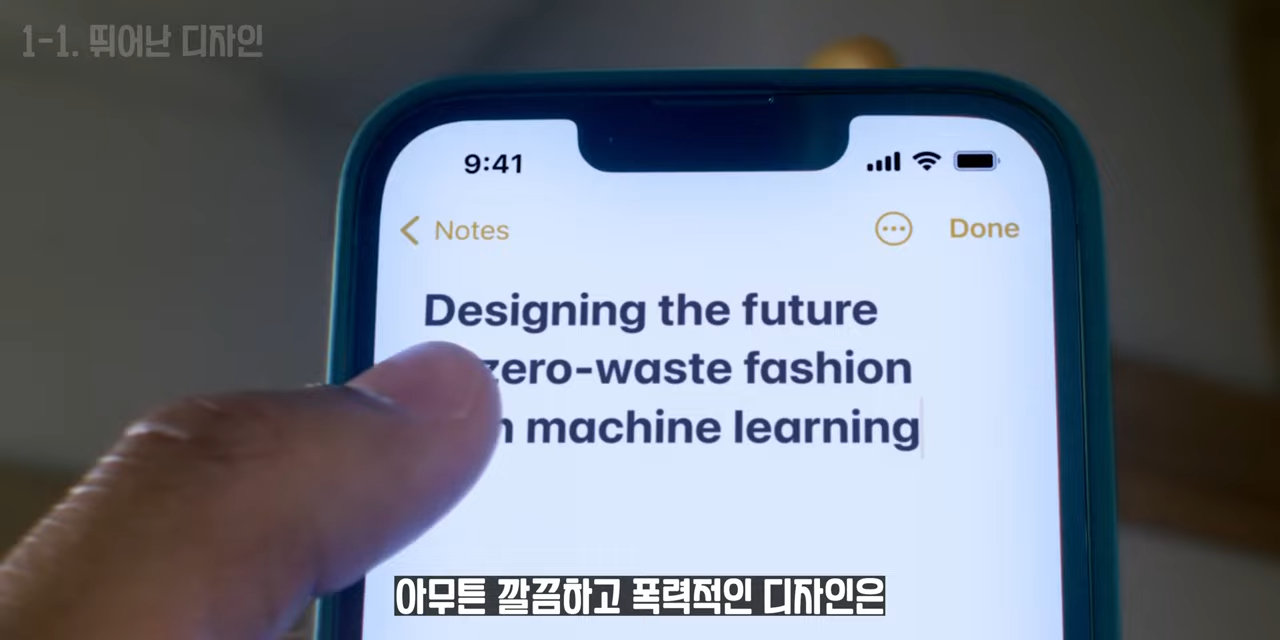 1-1. 뛰어난 디자인
9:41
Notes
Done
Designing the future
zero-waste fashion
machine learning
아무튼 깔끔하고 폭력적인 디자인은